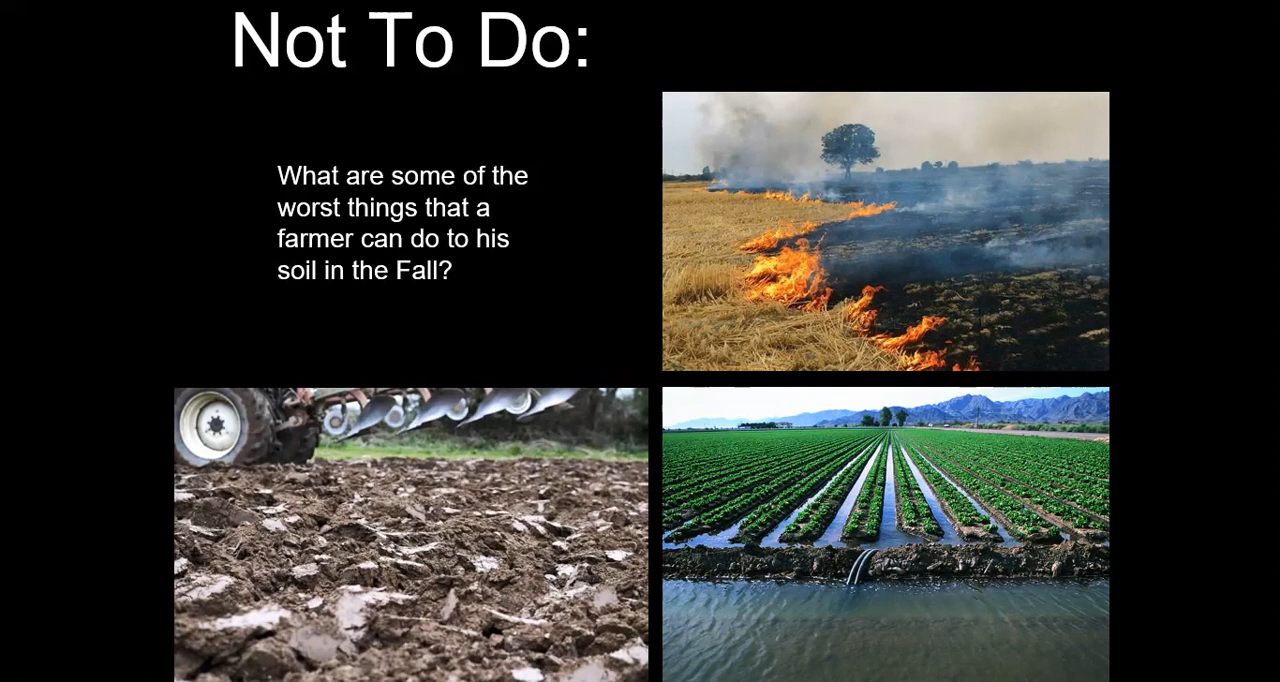 Not To Do:
What are some of the
worst things that a
farmer can do to his
soil in the Fall?